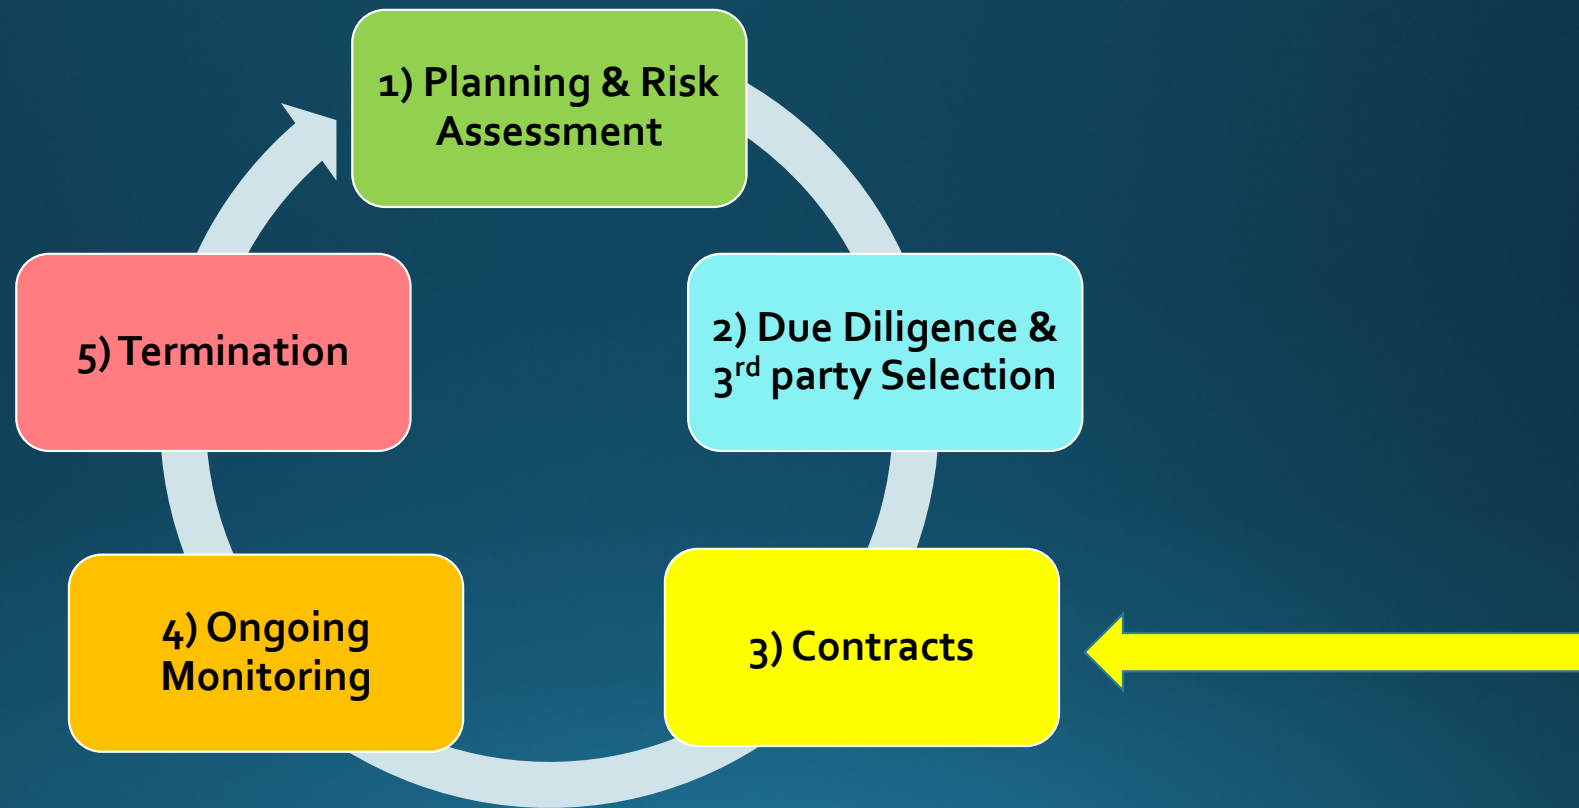 1) Planning & Risk
Assessment
2) Due Diligence &
3rd party Selection
3) Contracts
4) Ongoing
Monitoring
5) Termination